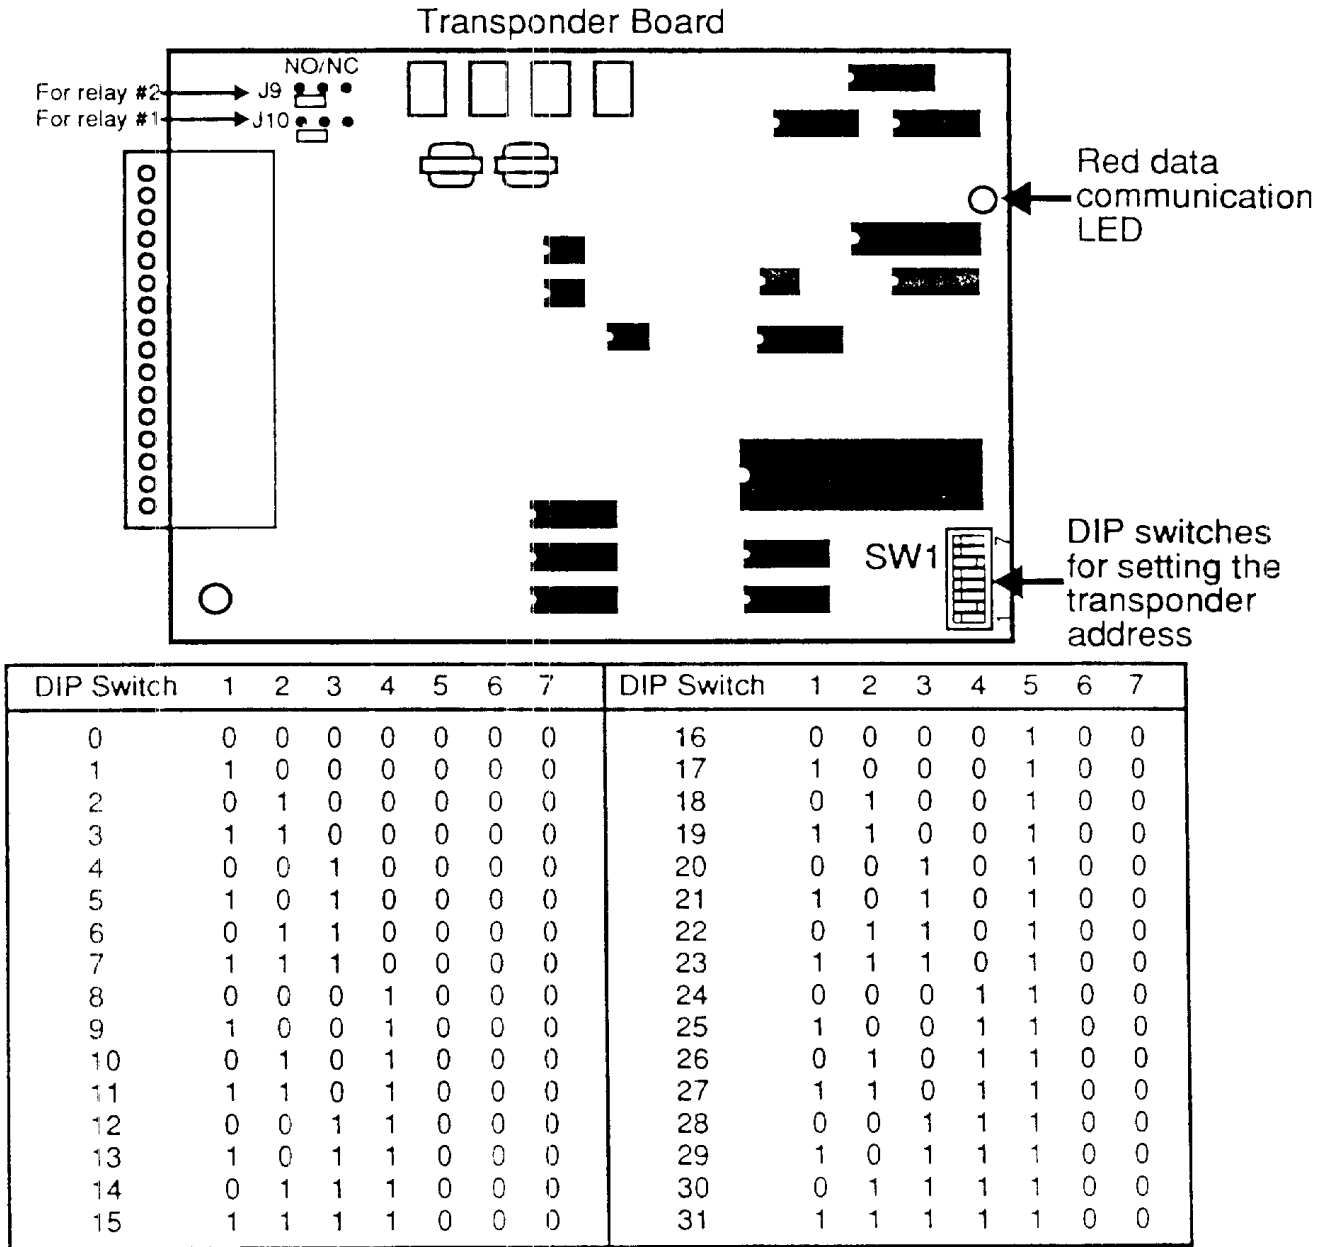 Transponder Board
NO/NC
For relay #2 J9
For relay #1 J10
Red data
communication
LED
SW1
7
1
DIP switches
for setting the
transponder
address
DIP Switch 1 2 3 4 5 6 7 DIP Switch 1 2 3 4 5 6 7
0 0 0 0 0 0 0 0 16 0 0 0 0 1 0 0
1 1 0 0 0 0 0 0 17 1 0 0 0 1 0 0
2 0 1 0 0 0 0 0 18 0 1 0 0 1 0 0
3 1 1 0 0 0 0 0 19 1 1 0 0 1 0 0
4 0 0 1 0 0 0 0 20 0 0 1 0 1 0 0
5 1 0 1 0 0 0 0 21 1 0 1 0 1 0 0
6 0 1 1 0 0 0 0 22 0 1 1 0 1 0 0
7 1 1 1 0 0 0 0 23 1 1 1 0 1 0 0
8 0 0 0 1 0 0 0 24 0 0 0 1 1 0 0
9 1 0 0 1 0 0 0 25 1 0 0 1 1 0 0
10 0 1 0 1 0 0 0 26 0 1 0 1 1 0 0
11 1 1 0 1 0 0 0 27 1 1 0 1 1 0 0
12 0 0 1 1 0 0 0 28 0 0 1 1 1 0 0
13 1 0 1 1 0 0 0 29 1 0 1 1 1 0 0
14 0 1 1 1 0 0 0 30 0 1 1 1 1 0 0
15 1 1 1 1 0 0 0 31 1 1 1 1 1 0 0